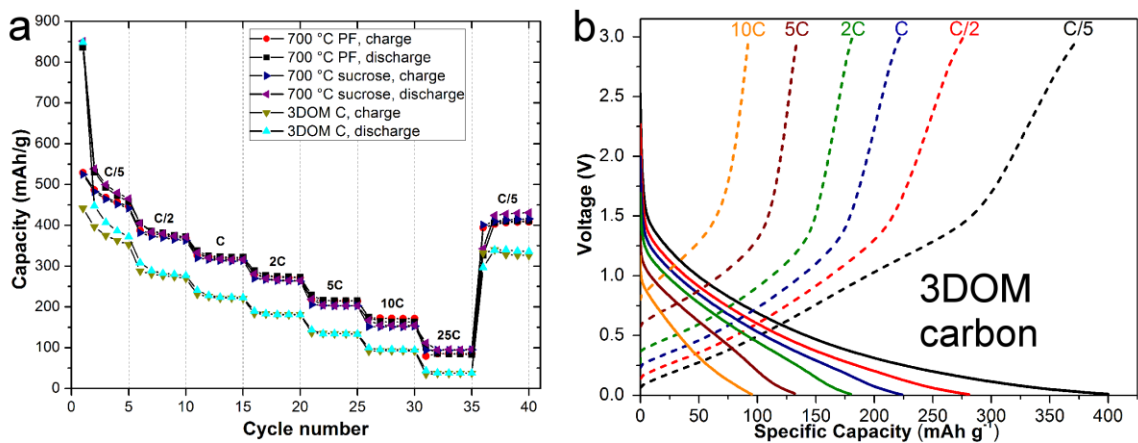 a
900
800
700
600
500
400
300
200
100
0
Capacity (mAh/g)
0
5
10
15
20
25
30
35
40
Cycle number
700 °C PF, charge
700 °C PF, discharge
700 °C sucrose, charge
700 °C sucrose, discharge
3DOM C, charge
3DOM C, discharge
C/5
C/2
C
2C
5C
10C
25C
C/5
b
10C
5C
2C
C
C/2
C/5
3.0
2.5
2.0
1.5
1.0
0.5
0.0
Voltage (V)
3DOM
carbon
0
50
100
150
200
250
300
350
400
Specific Capacity (mAh g⁻¹)